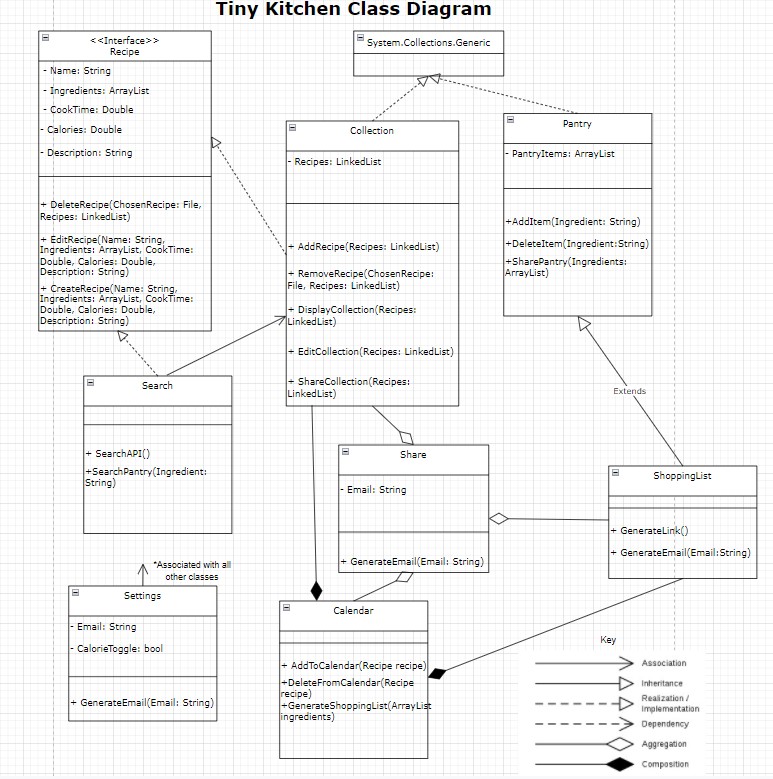 Tiny Kitchen Class Diagram
<<Interface>>
Recipe
- Name: String
- Ingredients: ArrayList
- CookTime: Double
- Calories: Double
- Description: String
+ DeleteRecipe(ChosenRecipe: File,
Recipes: LinkedList)
+ EditRecipe(Name: String,
Ingredients: ArrayList, CookTime:
Double, Calories: Double,
Description: String)
+ CreateRecipe(Name: String,
Ingredients: ArrayList, CookTime:
Double, Calories: Double,
Description: String)
System.Collections.Generic
Collection
- Recipes: LinkedList
+ AddRecipe(Recipes: LinkedList)
+ RemoveRecipe(ChosenRecipe:
File, Recipes: LinkedList)
+ DisplayCollection(Recipes:
LinkedList)
+ EditCollection(Recipes: LinkedList)
+ ShareCollection(Recipes:
LinkedList)
Pantry
- PantryItems: ArrayList
+AddItem(Ingredient: String)
+DeleteItem(Ingredient:String)
+SharePantry(Ingredients:
ArrayList)
Extends
Search
+ SearchAPI()
+SearchPantry(Ingredient:
String)
Share
- Email: String
+ GenerateEmail(Email: String)
ShoppingList
+ GenerateLink()
+ GenerateEmail(Email:String)
*Associated with all
other classes
Settings
- Email: String
- CalorieToggle: bool
+ GenerateEmail(Email: String)
Calendar
+ AddToCalendar(Recipe recipe)
+DeleteFromCalendar(Recipe
recipe)
+GenerateShoppingList(ArrayList
ingredients)
Key
Association
Inheritance
Realization /
Implementation
Dependency
Aggregation
Composition